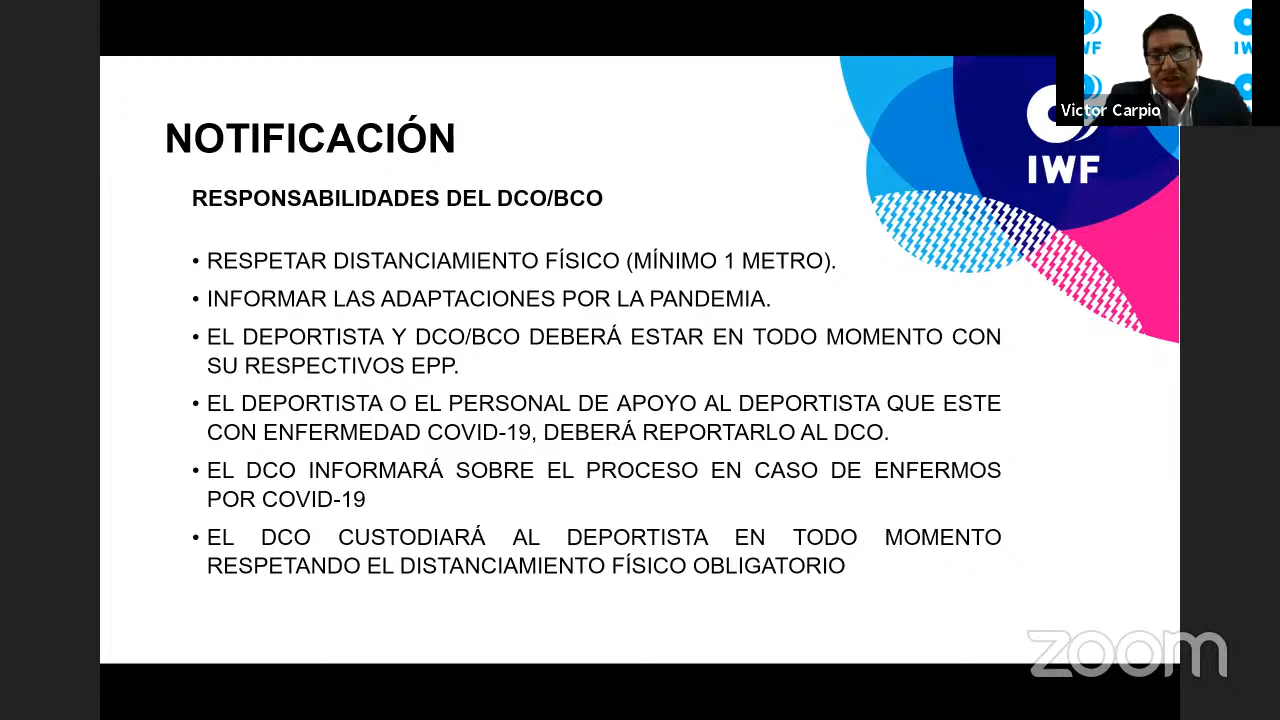 NOTIFICACIÓN
RESPONSABILIDADES DEL DCO/BCO
• RESPETAR DISTANCIAMIENTO FÍSICO (MÍNIMO 1 METRO).
• INFORMAR LAS ADAPTACIONES POR LA PANDEMIA.
• EL DEPORTISTA Y DCO/BCO DEBERÁ ESTAR EN TODO MOMENTO CON
SU RESPECTIVOS EPP.
• EL DEPORTISTA O EL PERSONAL DE APOYO AL DEPORTISTA QUE ESTE
CON ENFERMEDAD COVID-19, DEBERÁ REPORTARLO AL DCO.
• EL DCO INFORMARÁ SOBRE EL PROCESO EN CASO DE ENFERMOS
POR COVID-19
• EL DCO CUSTODIARÁ AL DEPORTISTA EN TODO MOMENTO
RESPETANDO EL DISTANCIAMIENTO FÍSICO OBLIGATORIO
IWF
WF
IW
Victor Carpio
zoom